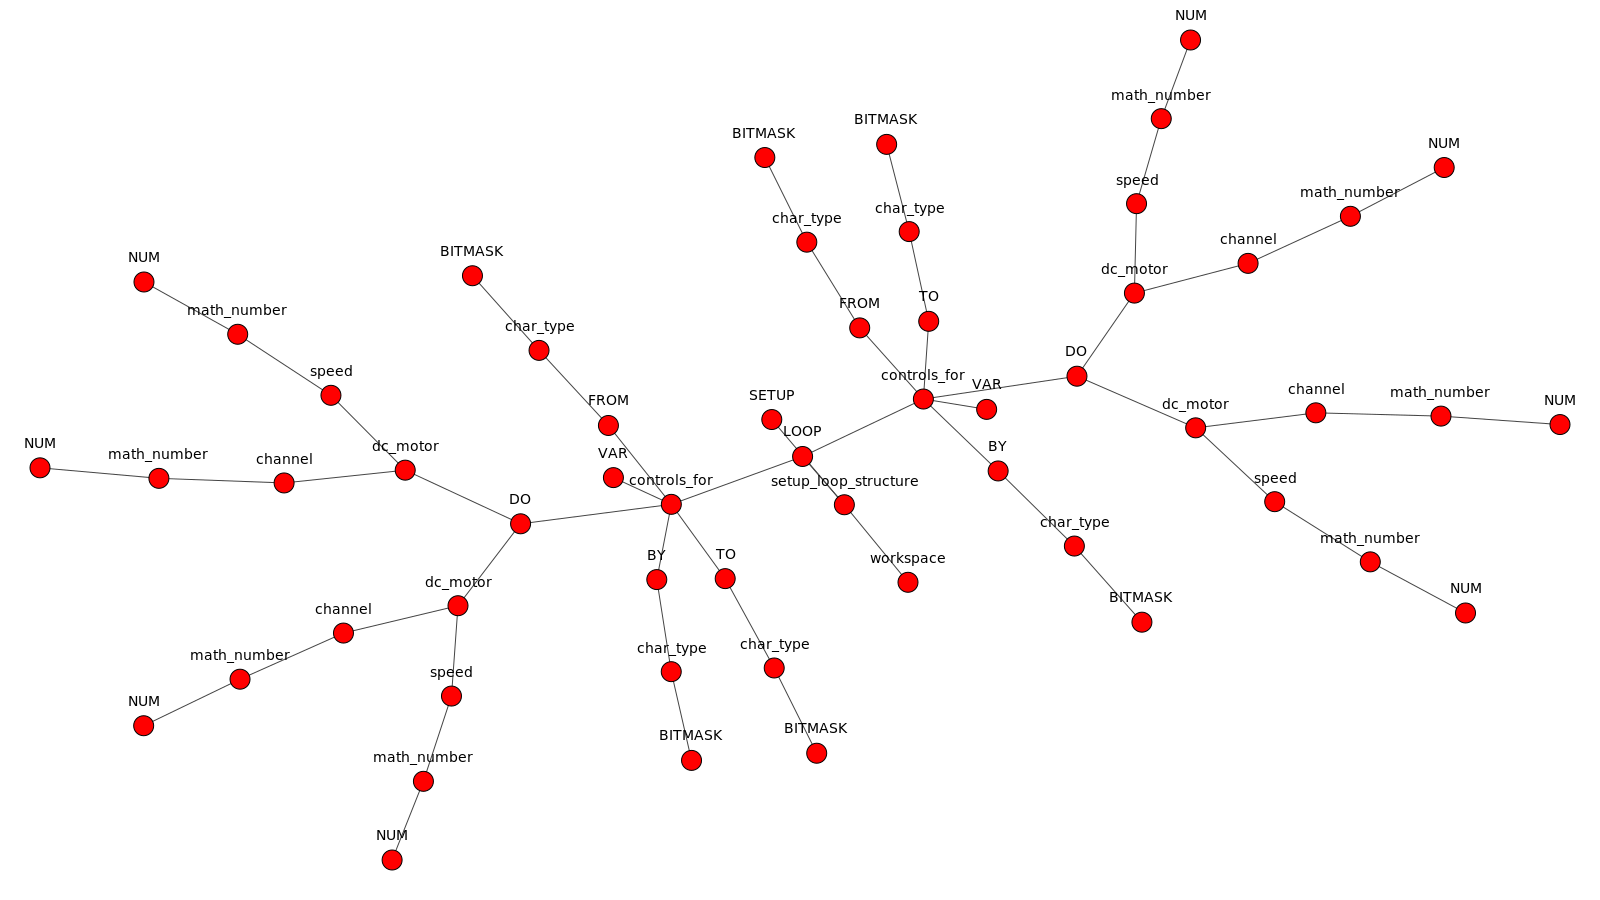 NUM
math_number
BITMASK
BITMASK
NUM
speed
math_number
char_type
char_type
channel
BITMASK
NUM
dc_motor
TO
FROM
math_number
char_type
DO
speed
controls_for
VAR
channel
math_number
SETUP
FROM
NUM
dc_motor
LOOP
NUM
dc_motor
BY
VAR
math_number
channel
controls_for
setup_loop_structure
speed
DO
char_type
math_number
BY
TO
workspace
dc_motor
NUM
BITMASK
channel
char_type
char_type
math_number
speed
NUM
BITMASK
BITMASK
math_number
NUM